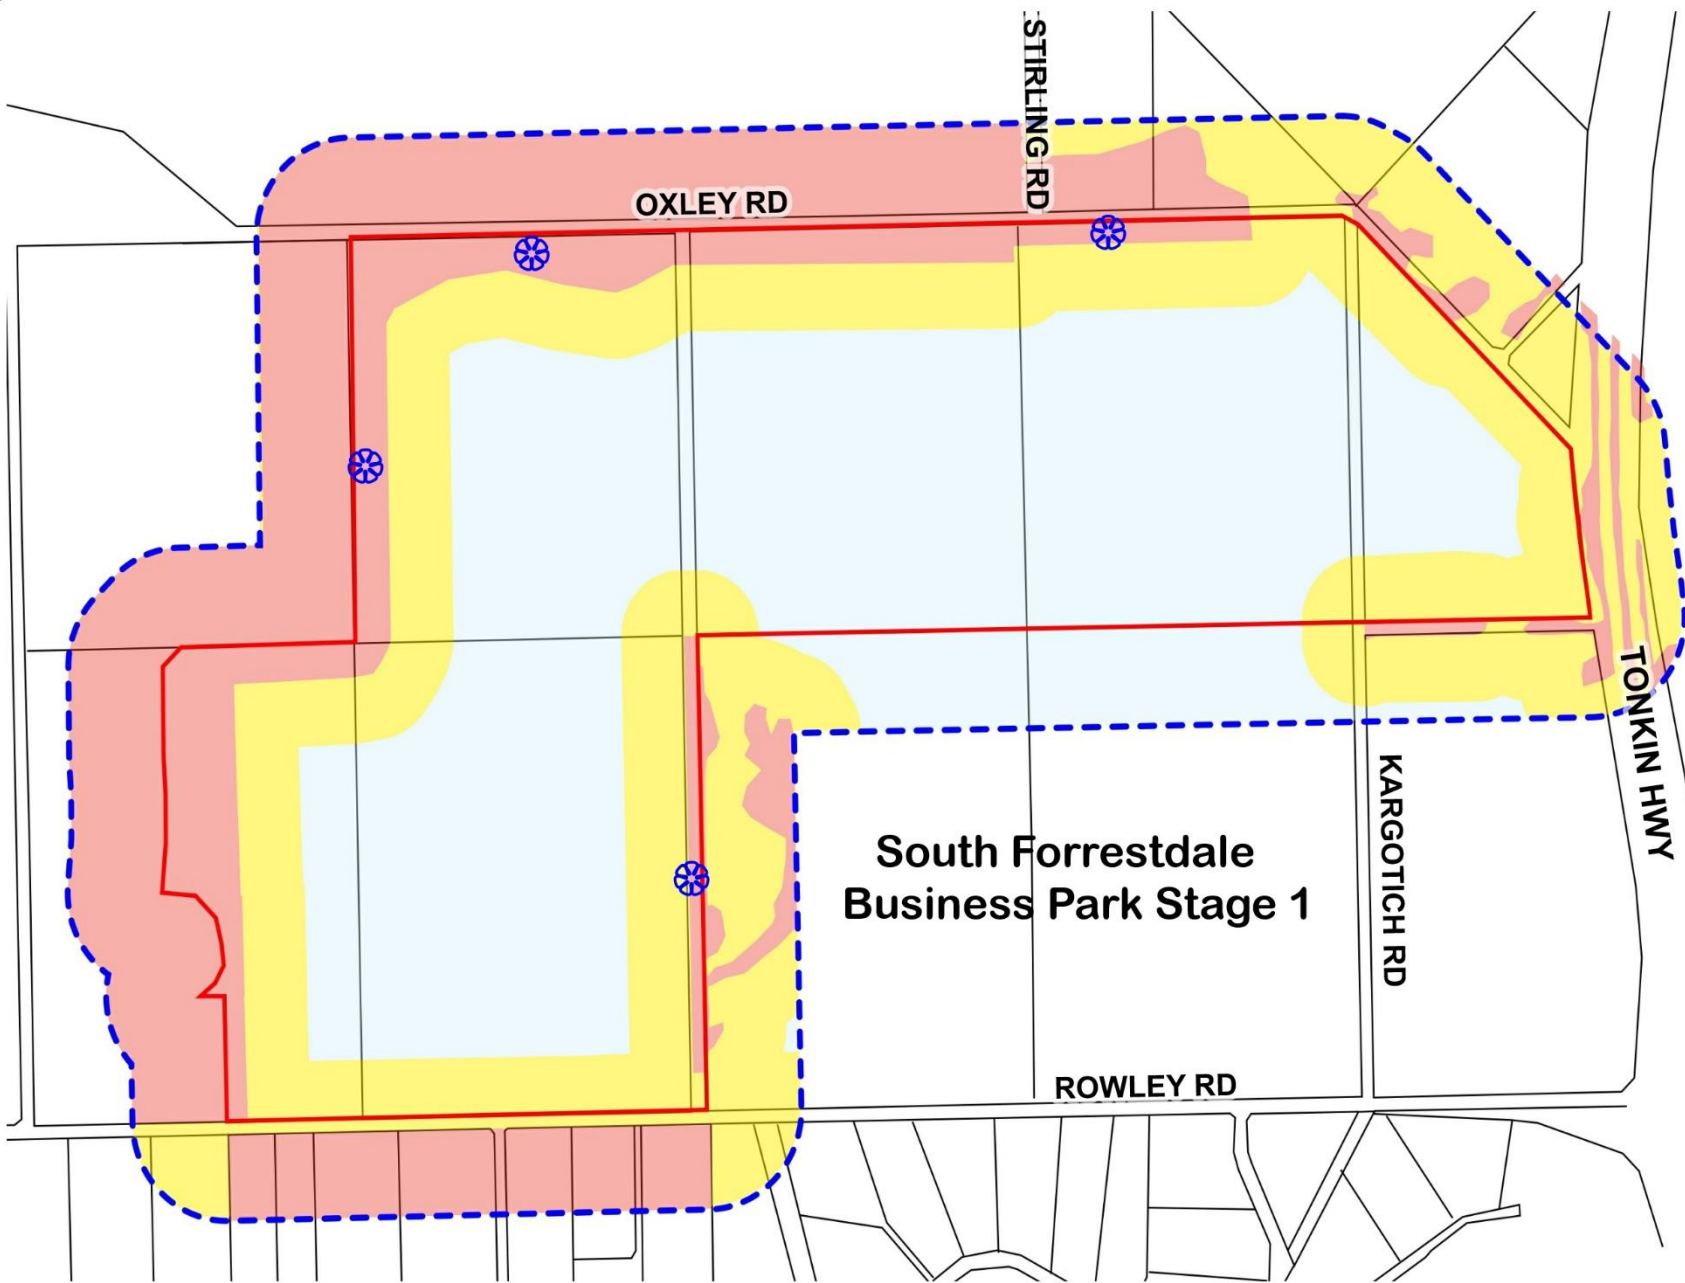 STIRLING RD
OXLEY RD
TONKIN HWY
KARGOTICH RD
South Forrestdale
Business Park Stage 1
ROWLEY RD